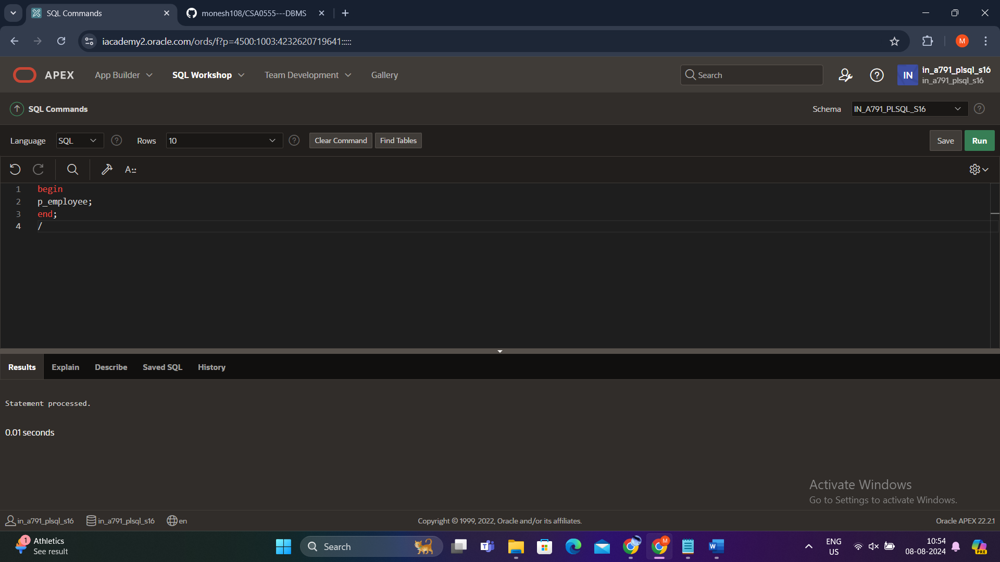 SQL Commands
monesh108/CSA0555---DBMS
iacademy2.oracle.com/ords/f?p=4500:1003:4232620719641:::::
M
APEX
App Builder
SQL Workshop
Team Development
Gallery
Search
IN
in_a791_plsql_s16
in_a791_plsql_s16
SQL Commands
Schema
IN_A791_PLSQL_S16
Language
SQL
Rows
10
Clear Command
Find Tables
Save
Run
1 begin
2 p_employee;
3 end;
4 /
Results
Explain
Describe
Saved SQL
History
Statement processed.
0.01 seconds
Activate Windows
Go to Settings to activate Windows.
in_a791_plsql_s16
in_a791_plsql_s16
en
Copyright © 1999, 2022, Oracle and/or its affiliates.
Oracle APEX 22.2.1
1
Athletics
See result
Search
M
ENG
US
10:54
08-08-2024
PRE